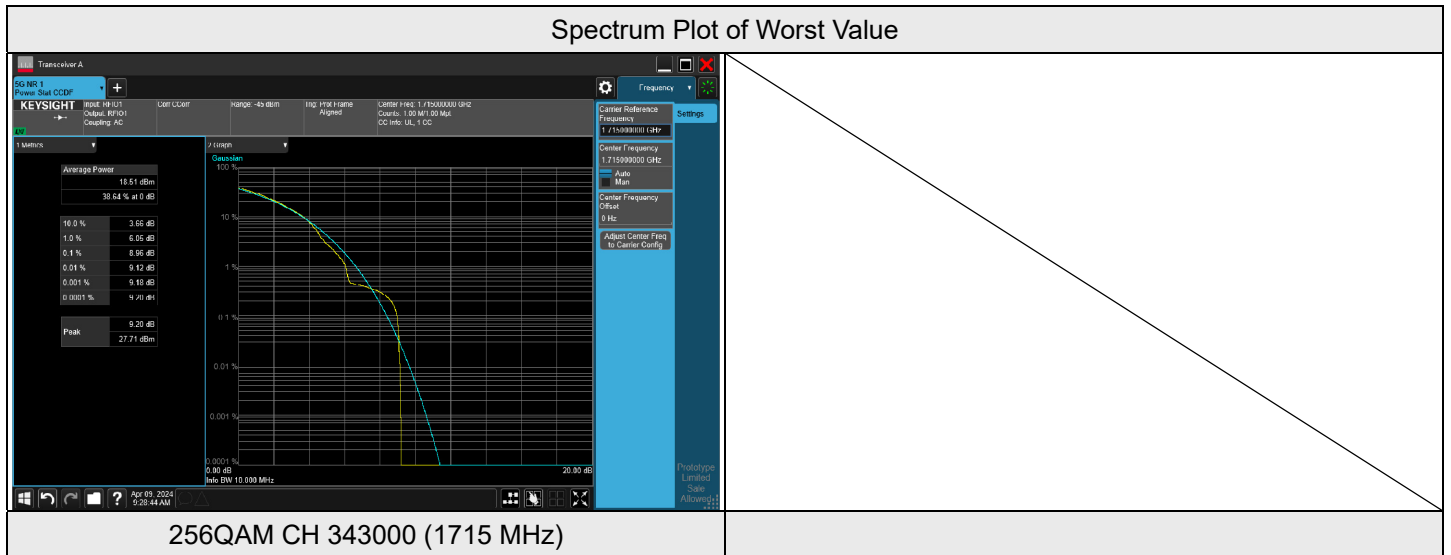 Spectrum Plot of Worst Value
Transceiver A
5G NR 1
Power Stat CCDF
+
Frequency
KEYSIGHT
Input: RFIO1
Output: RFIO1
Coupling: AC
Corr CCorr
Range: -45 dBm
Trig: Prot Frame
Aligned
Center Freq: 1.715000000 GHz
Counts: 1.00 M/1.00 Mpt
CC Info: UL, 1 CC
1 Metrics
Average Power
18.51 dBm
38.64 % at 0 dB
10.0 % 3.66 dB
1.0 % 6.05 dB
0.1 % 8.96 dB
0.01 % 9.12 dB
0.001 % 9.18 dB
0.0001 % 9.20 dB
Peak
9.20 dB
27.71 dBm
2 Graph
Gaussian
100 %
10 %
1 %
0.1 %
0.01 %
0.001 %
0.0001 %
0.00 dB
20.00 dB
Info BW 10.000 MHz
Carrier Reference
Frequency
1.715000000 GHz
Center Frequency
1.715000000 GHz
Auto
Man
Center Frequency
Offset
0 Hz
Adjust Center Freq
to Carrier Config
Settings
Prototype
Limited
Sale
Allowed
?
Apr 09, 2024
9:28:44 AM
256QAM CH 343000 (1715 MHz)